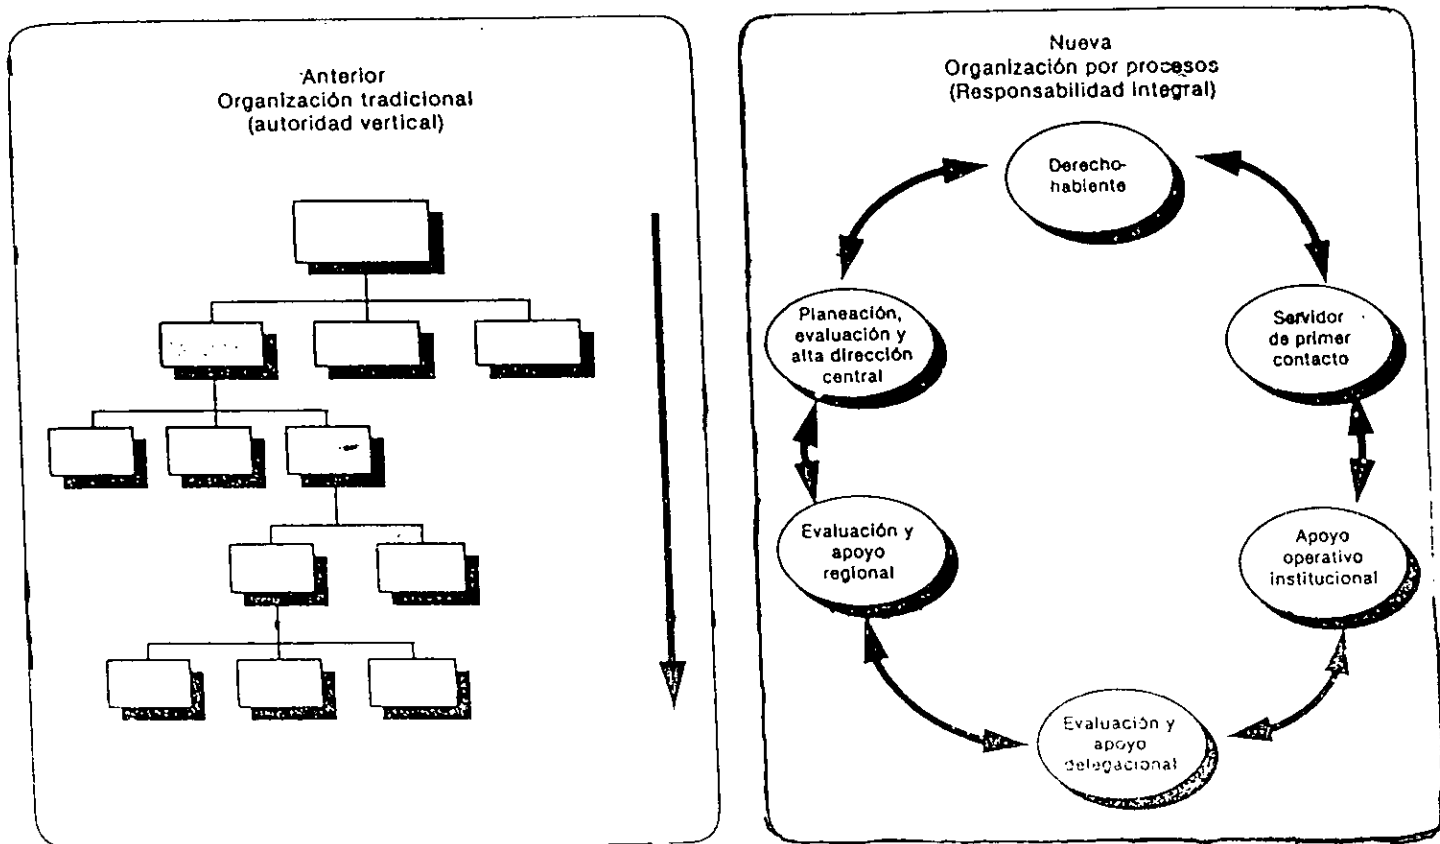 Anterior
Organización tradicional
(autoridad vertical)
Nueva
Organización por procesos
(Responsabilidad Integral)
Derecho-
habiente
Servidor
de primer
contacto
Apoyo
operativo
institucional
Evaluación y
apoyo
delegacional
Evaluación y
apoyo
regional
Planeación,
evaluación y
alta dirección
central